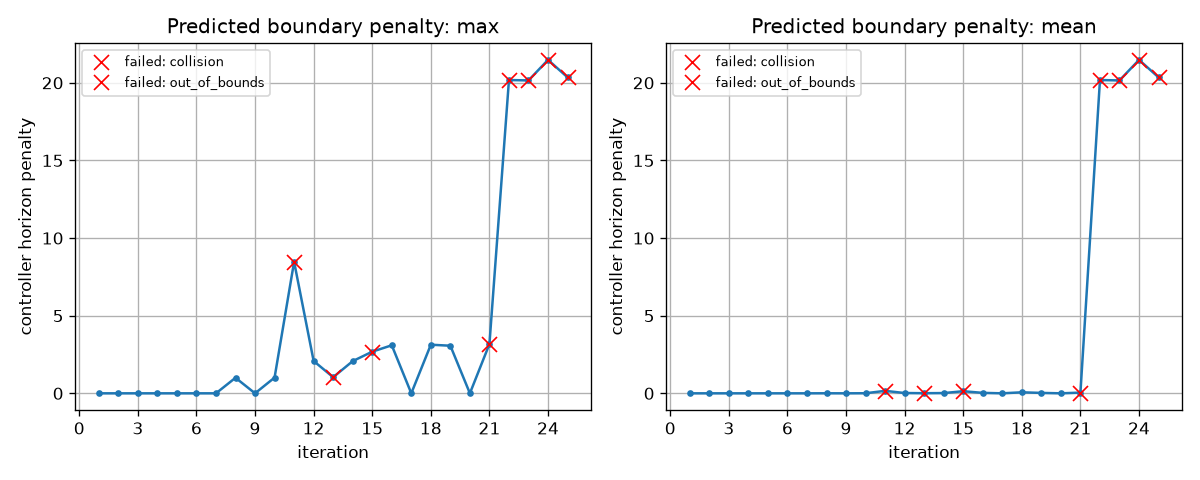 Predicted boundary penalty: max
failed: collision
failed: out_of_bounds
controller horizon penalty
20
15
10
5
0
0 3 6 9 12 15 18 21 24
iteration
Predicted boundary penalty: mean
failed: collision
failed: out_of_bounds
controller horizon penalty
20
15
10
5
0
0 3 6 9 12 15 18 21 24
iteration